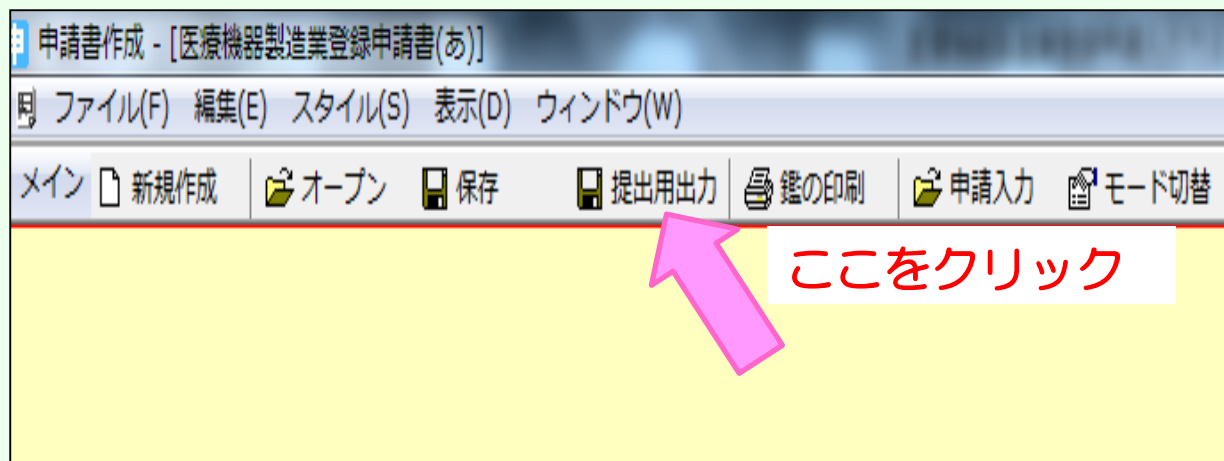 申請書作成 - [医療機器製造業登録申請書(あ)]
ファイル(F) 編集(E) スタイル(S) 表示(D) ウィンドウ(W)
メイン 新規作成 オープン 保存 提出用出力 鑑の印刷 申請入力 モード切替
ここをクリック